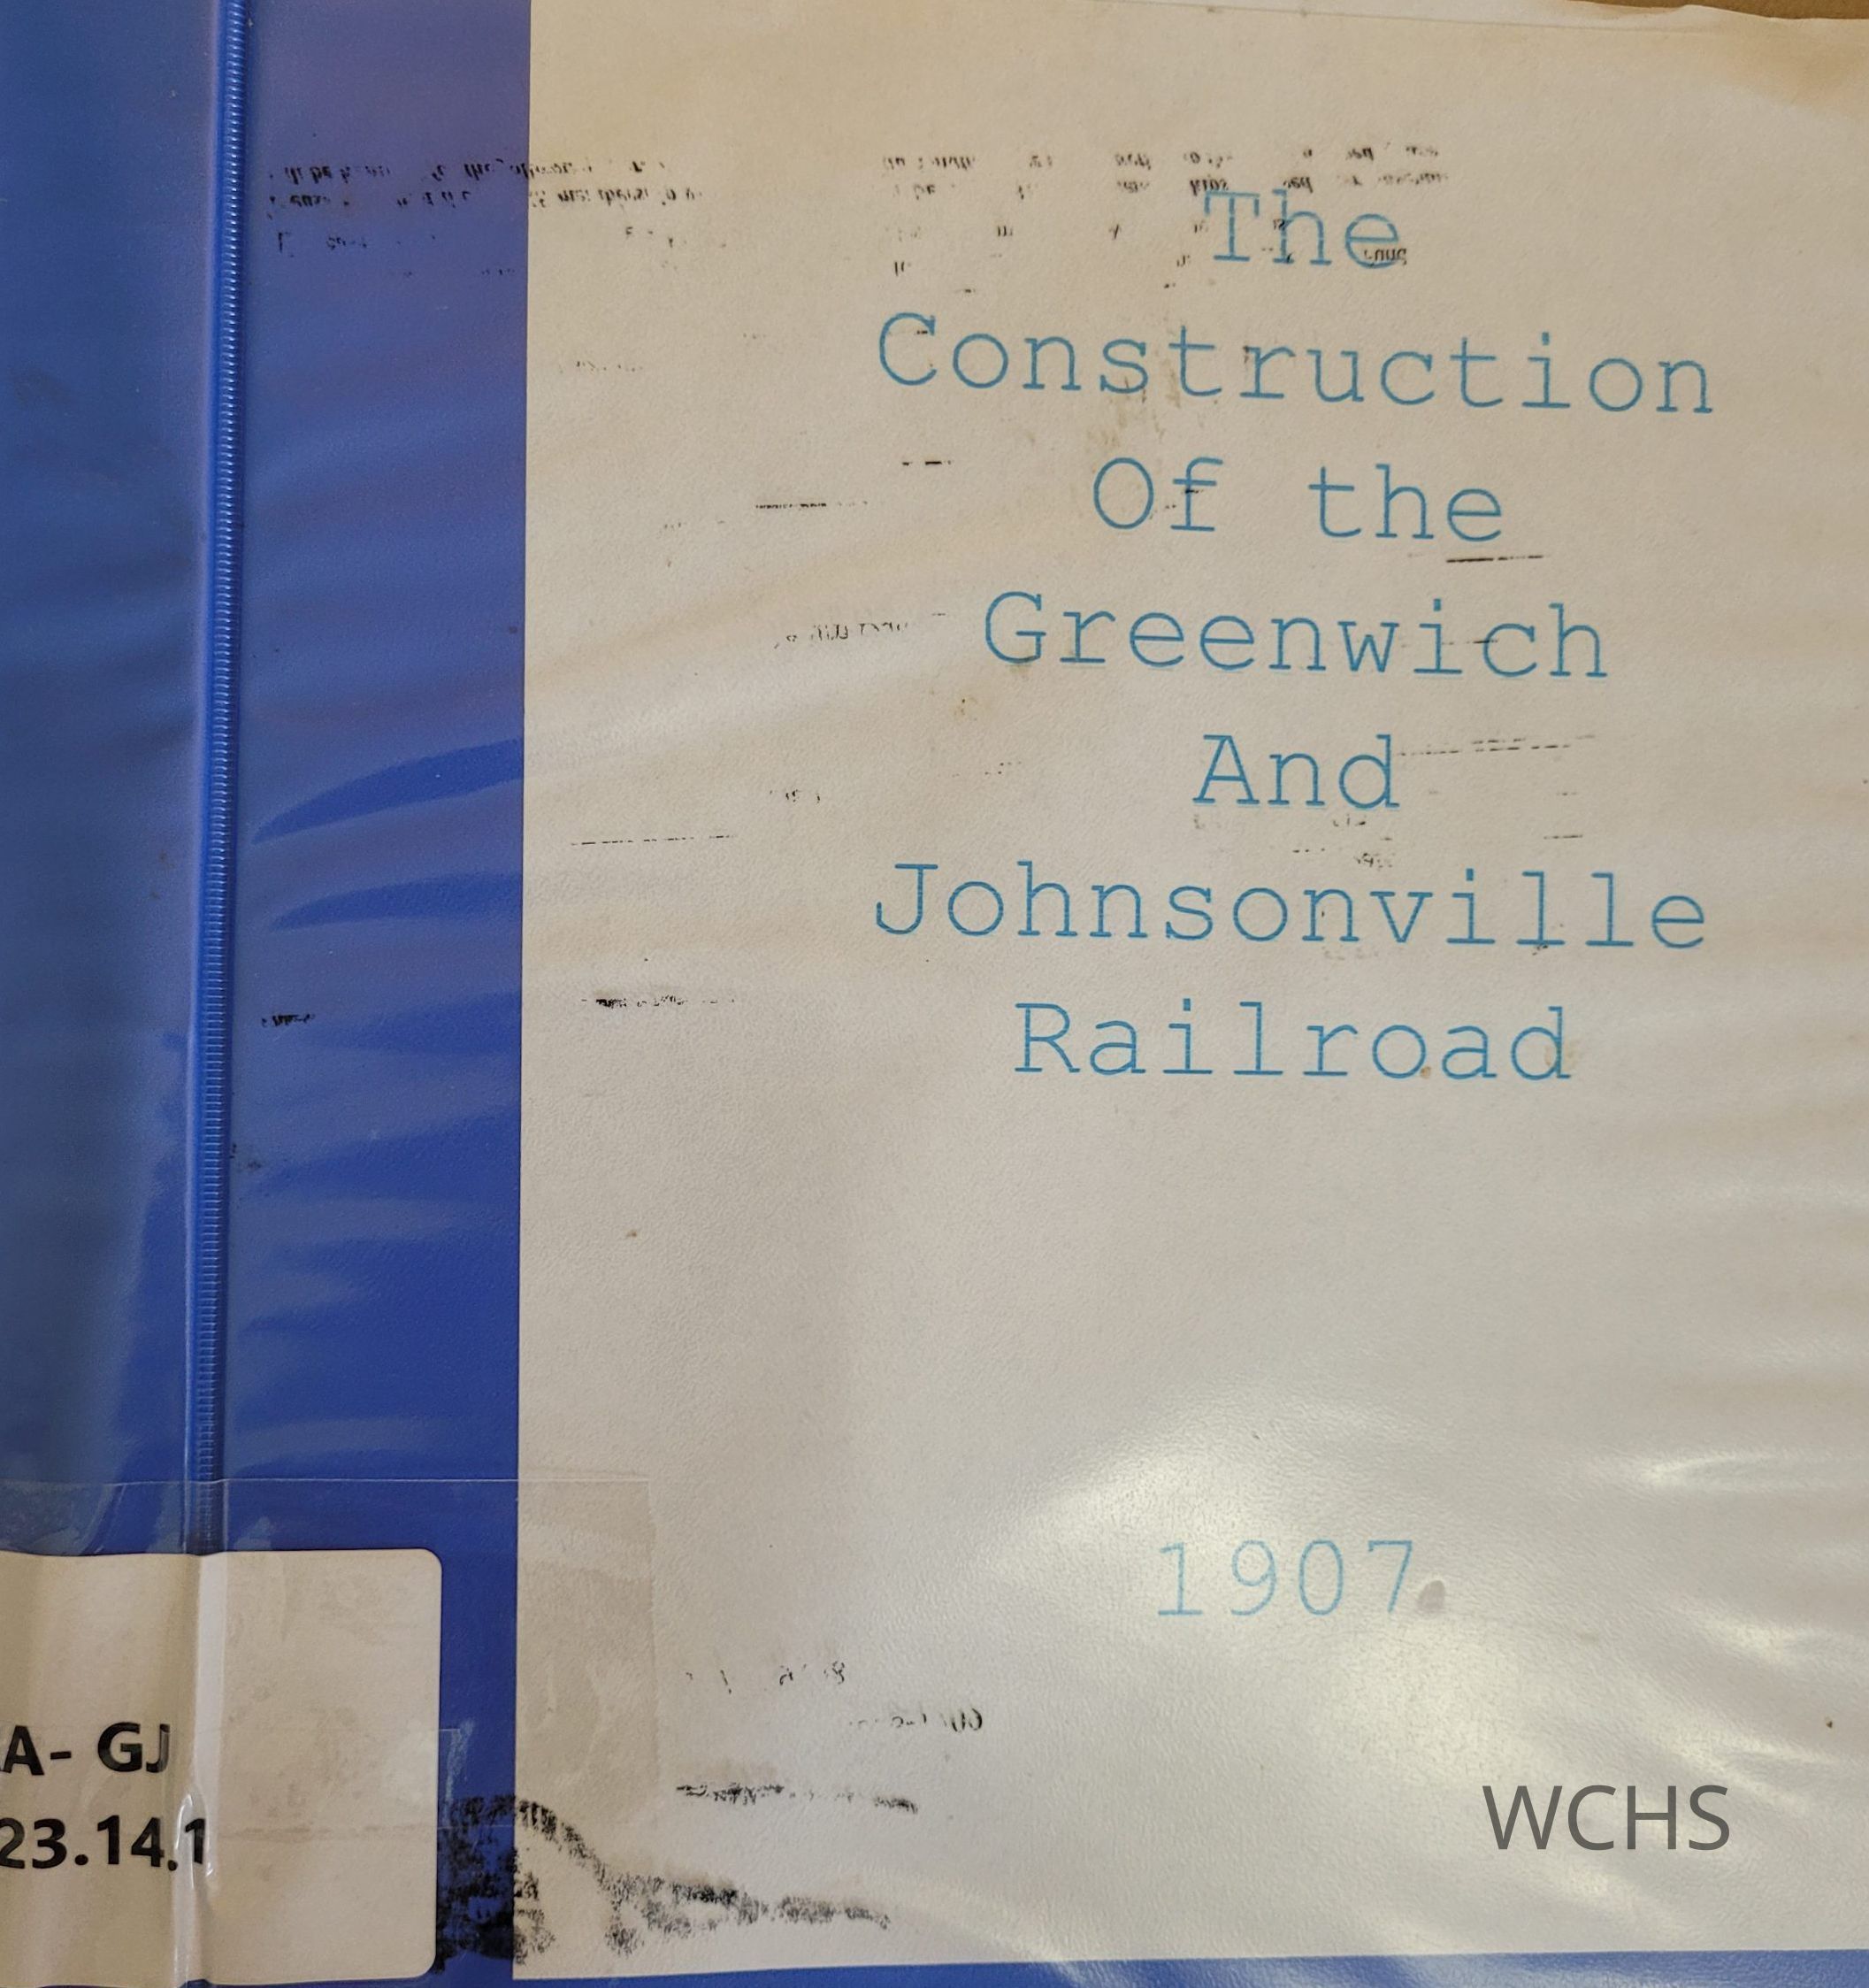 The
Construction
Of the
Greenwich
And
Johnsonville
Railroad
1907
A- GJ
23.14.1
WCHS